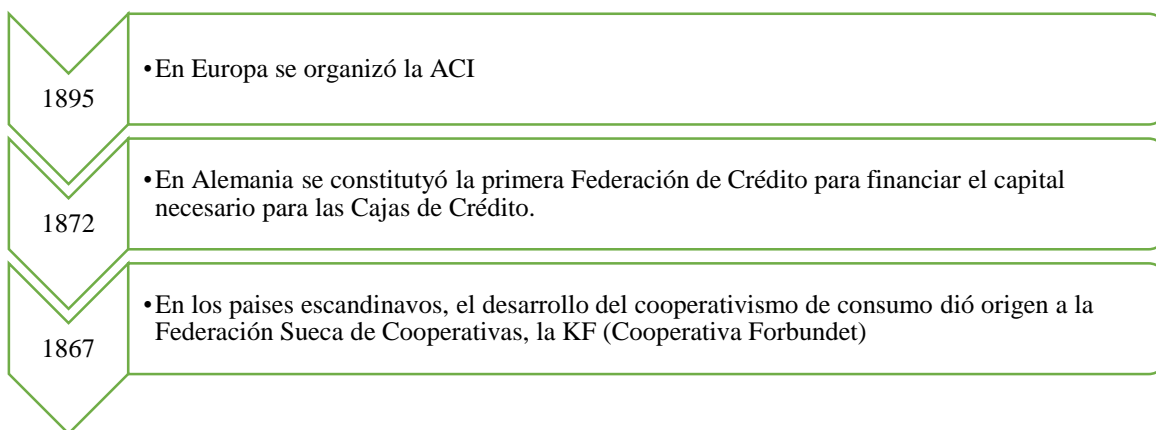 1895
•En Europa se organizó la ACI
1872
•En Alemania se constitutyó la primera Federación de Crédito para financiar el capital
necesario para las Cajas de Crédito.
1867
•En los paises escandinavos, el desarrollo del cooperativismo de consumo dió origen a la
Federación Sueca de Cooperativas, la KF (Cooperativa Forbundet)